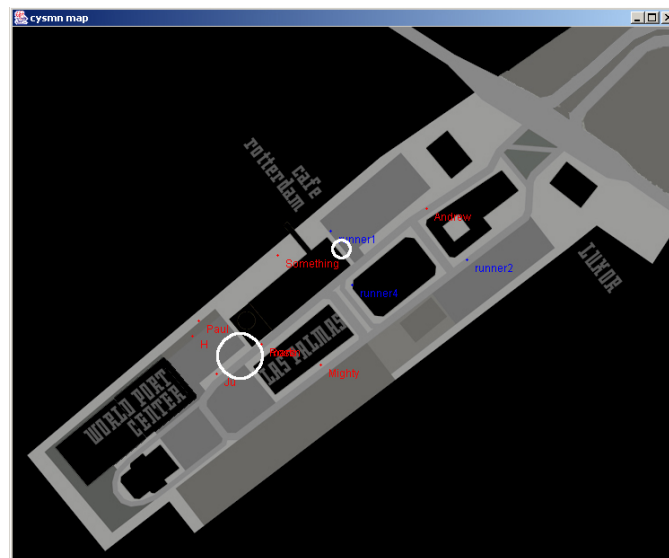 cysmn map
cafe
rotterdam
runner1
Andrew
Something
LUXOR
runner2
runner4
Paul
H
LAS PALMAS
Mighty
Ju
WORLD PORT
CENTER